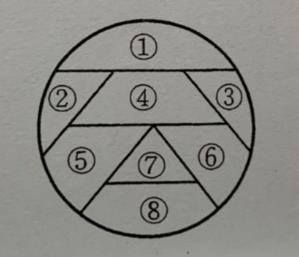 ①
② ④ ③
⑤ ⑦ ⑥
⑧